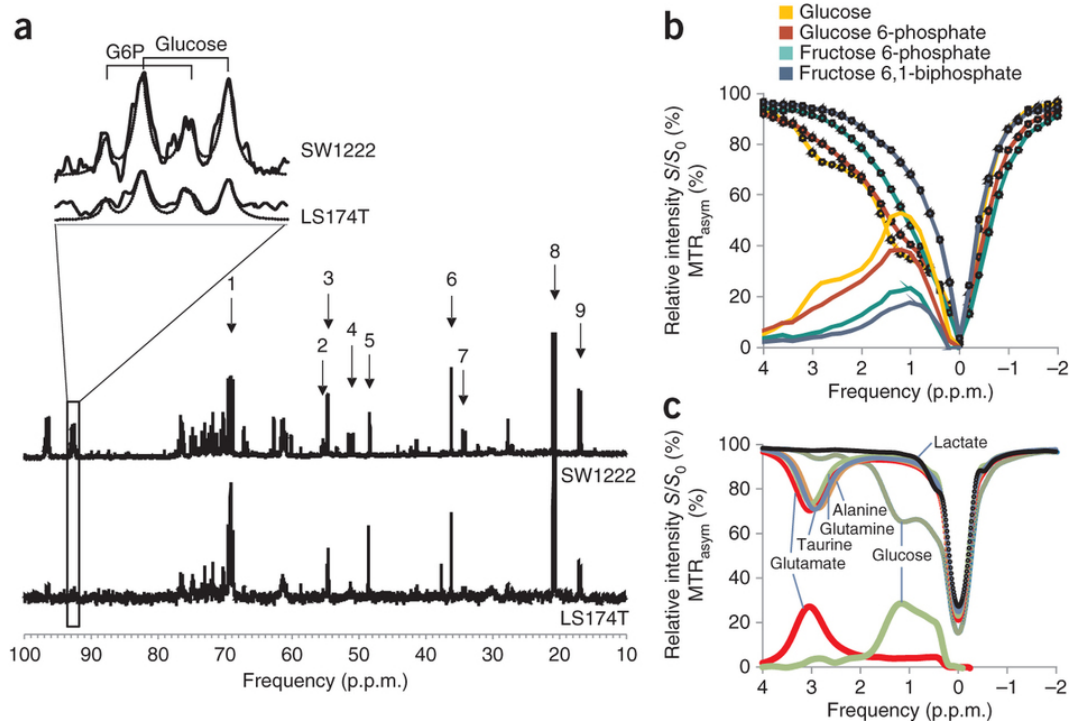 a
G6P Glucose
SW1222
LS174T
1
2
3
4
5
6
7
8
9
SW1222
LS174T
100 90 80 70 60 50 40 30 20 10
Frequency (p.p.m.)
b
Glucose
Glucose 6-phosphate
Fructose 6-phosphate
Fructose 6,1-biphosphate
Relative intensity S/S0 (%)
MTRasym (%)
100
80
60
40
20
0
4 3 2 1 0 −1 −2
Frequency (p.p.m.)
c
Relative intensity S/S0 (%)
MTRasym (%)
100
80
60
40
20
0
Lactate
Alanine
Glutamine
Taurine
Glucose
Glutamate
4 3 2 1 0 −1 −2
Frequency (p.p.m.)